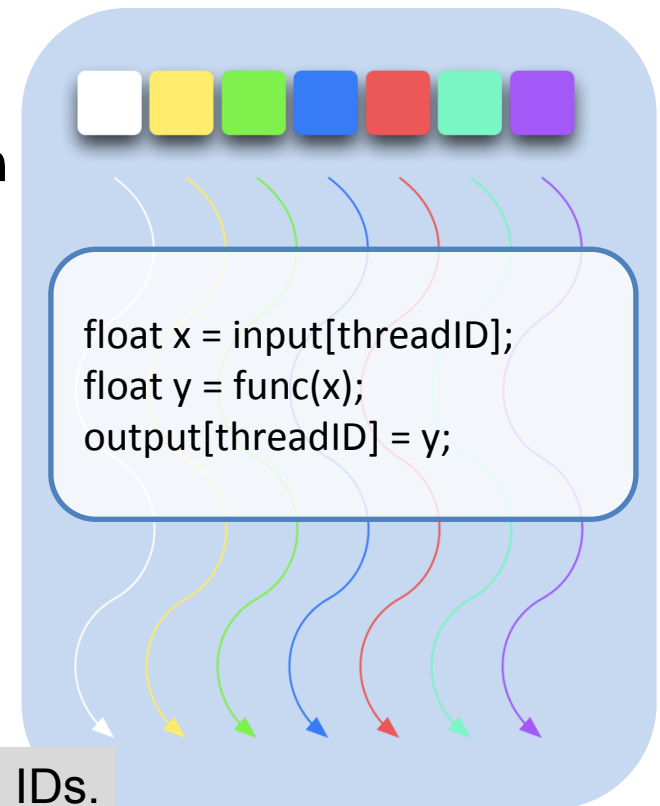 float x = input[threadID];
float y = func(x);
output[threadID] = y;
IDs.